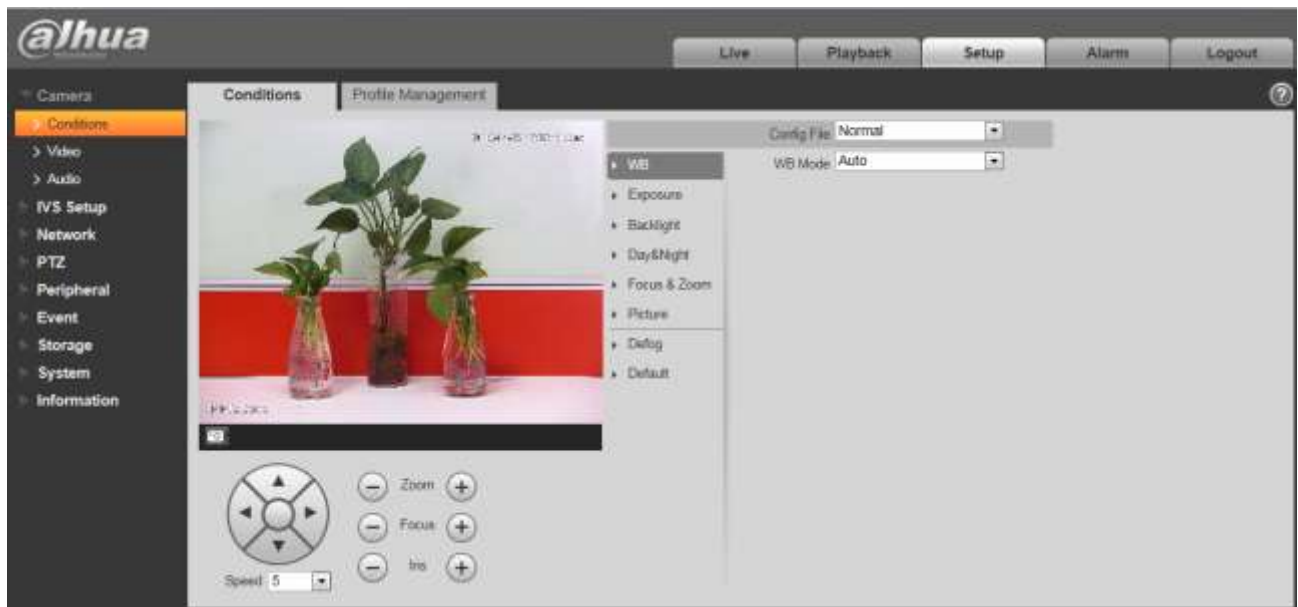 alhua
Live Playback Setup Alarm Logout
Camera
Conditions
Video
Audio
IVS Setup
Network
PTZ
Peripheral
Event
Storage
System
Information
Conditions Profile Management ?
Config File Normal
WB WB Mode Auto
Exposure
Backlight
Day&Night
Focus & Zoom
Picture
Defog
Default
Zoom
Focus
Iris
Speed 5